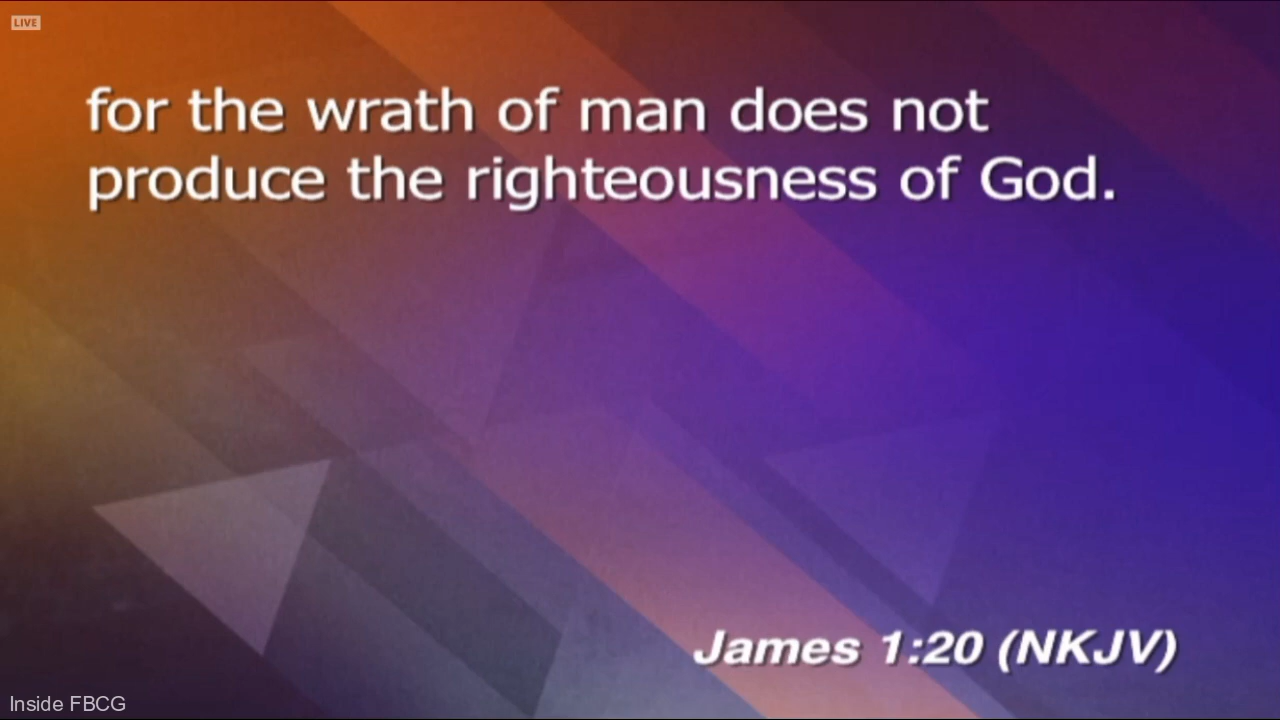 LIVE
for the wrath of man does not
produce the righteousness of God.
James 1:20 (NKJV)
Inside FBCG